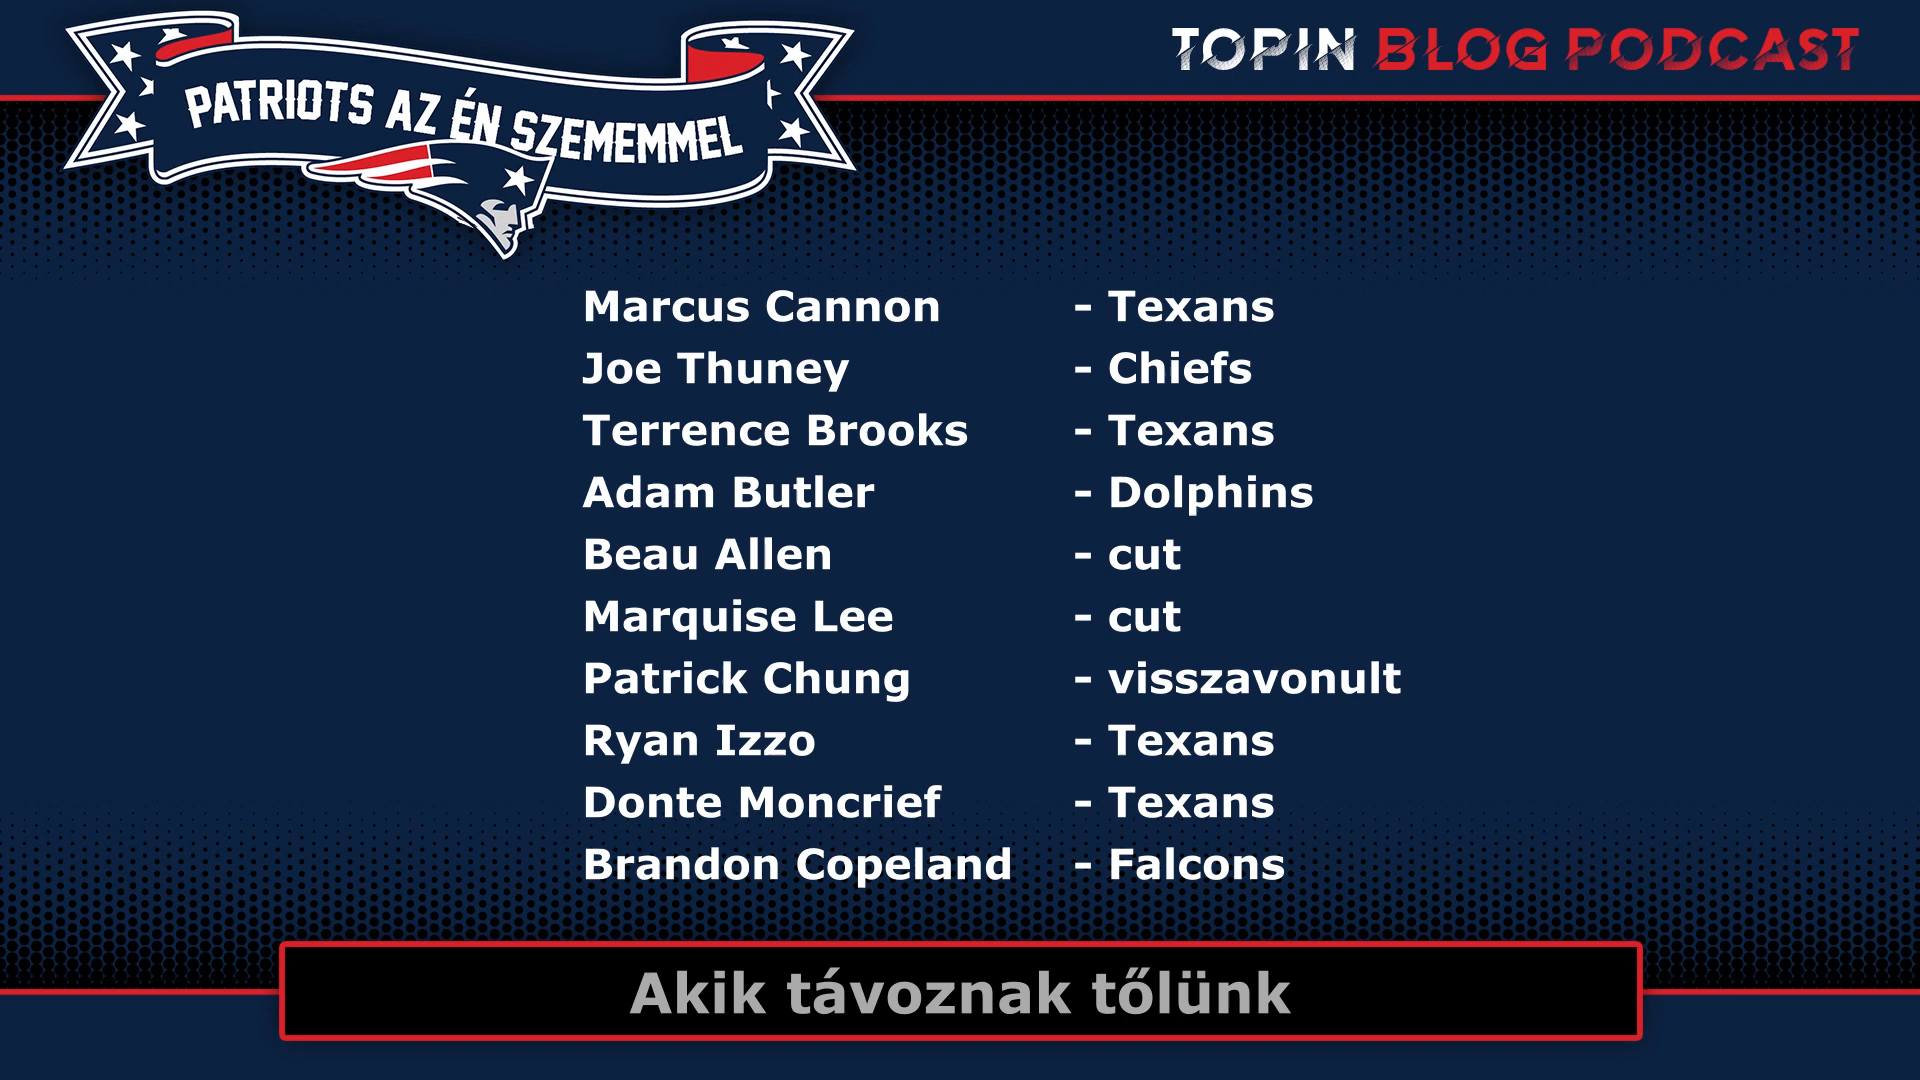 PATRIOTS AZ ÉN SZEMEMMEL
TOPIN BLOG PODCAST
Marcus Cannon - Texans
Joe Thuney - Chiefs
Terrence Brooks - Texans
Adam Butler - Dolphins
Beau Allen - cut
Marquise Lee - cut
Patrick Chung - visszavonult
Ryan Izzo - Texans
Donte Moncrief - Texans
Brandon Copeland - Falcons
Akik távoznak tőlünk